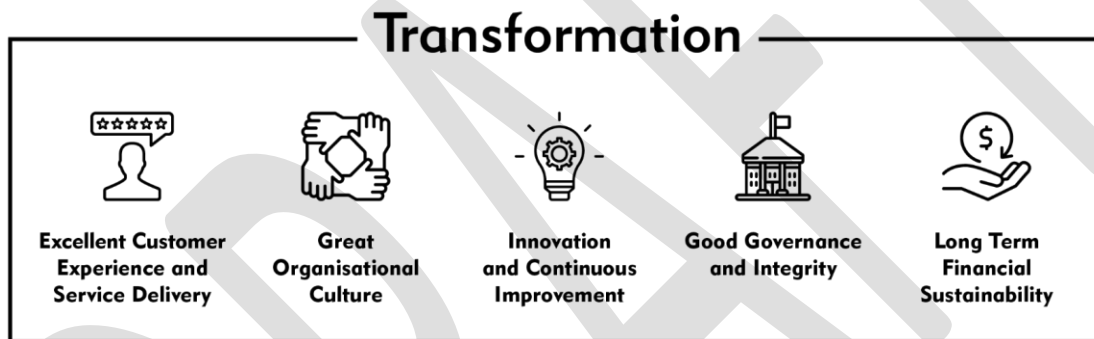 Transformation
Excellent Customer
Experience and
Service Delivery
Great
Organisational
Culture
Innovation
and Continuous
Improvement
Good Governance
and Integrity
Long Term
Financial
Sustainability
$
DRAFT